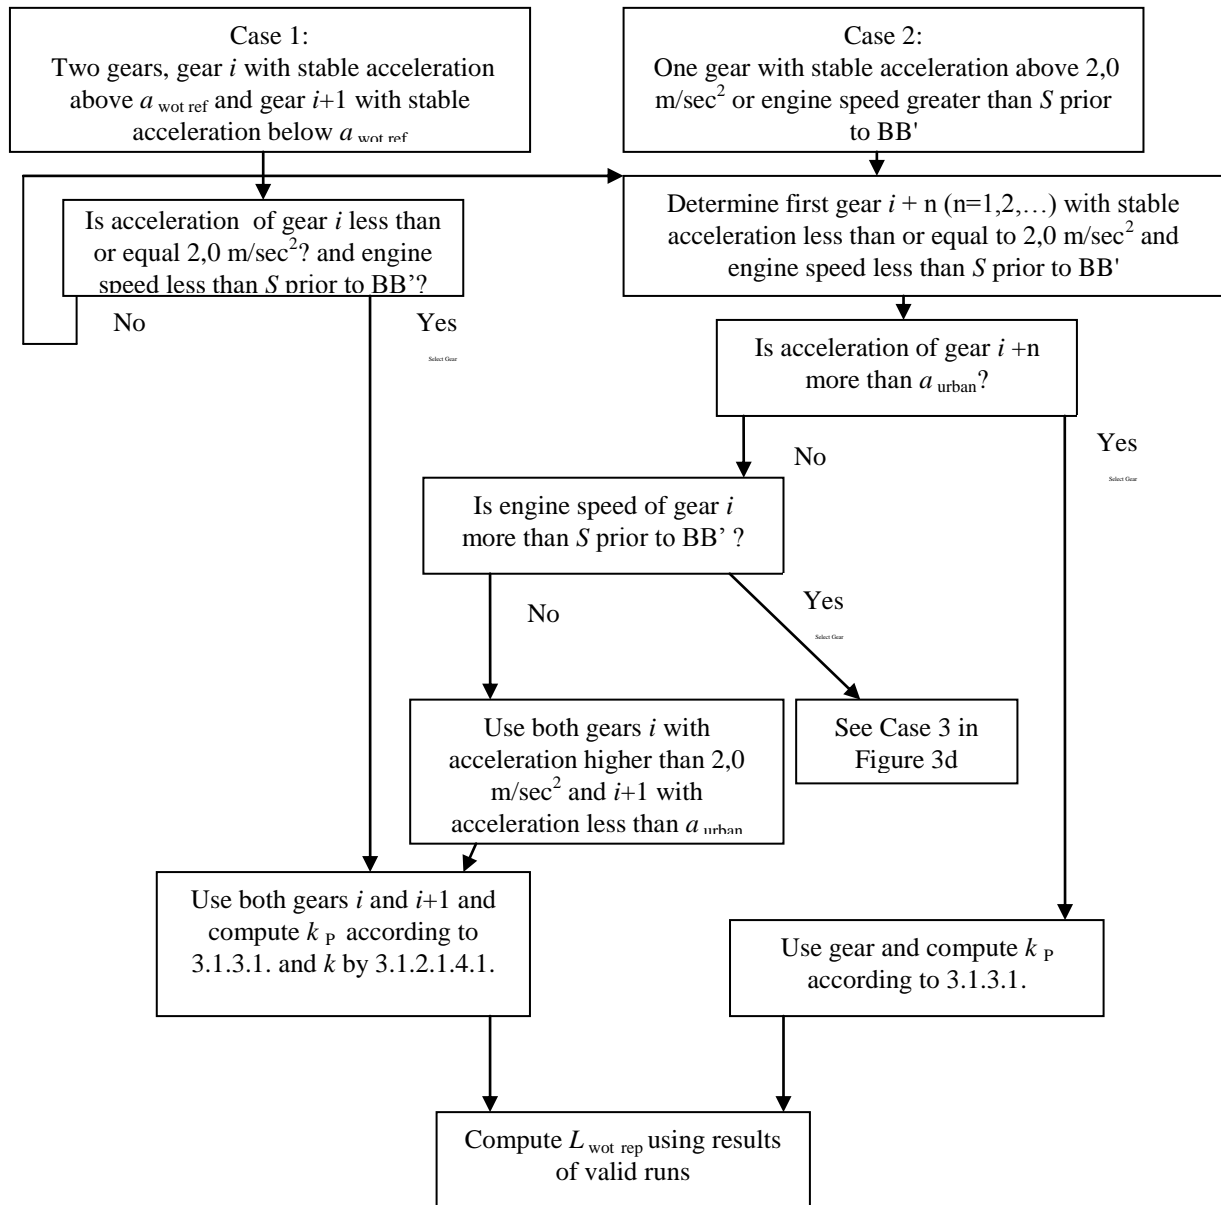 Case 1:
Two gears, gear i with stable acceleration
above a wot ref and gear i+1 with stable
acceleration below a wot ref
Case 2:
One gear with stable acceleration above 2,0
m/sec² or engine speed greater than S prior
to BB'
Is acceleration of gear i less than
or equal 2,0 m/sec²? and engine
speed less than S prior to BB’?
Determine first gear i + n (n=1,2,…) with stable
acceleration less than or equal to 2,0 m/sec² and
engine speed less than S prior to BB'
No
Yes
Select Gear
Is acceleration of gear i +n
more than a urban?
Yes
Select Gear
No
Is engine speed of gear i
more than S prior to BB’ ?
No
Yes
Select Gear
Use both gears i with
acceleration higher than 2,0
m/sec² and i+1 with
acceleration less than a urban
See Case 3 in
Figure 3d
Use both gears i and i+1 and
compute k P according to
3.1.3.1. and k by 3.1.2.1.4.1.
Use gear and compute k P
according to 3.1.3.1.
Compute L wot rep using results
of valid runs